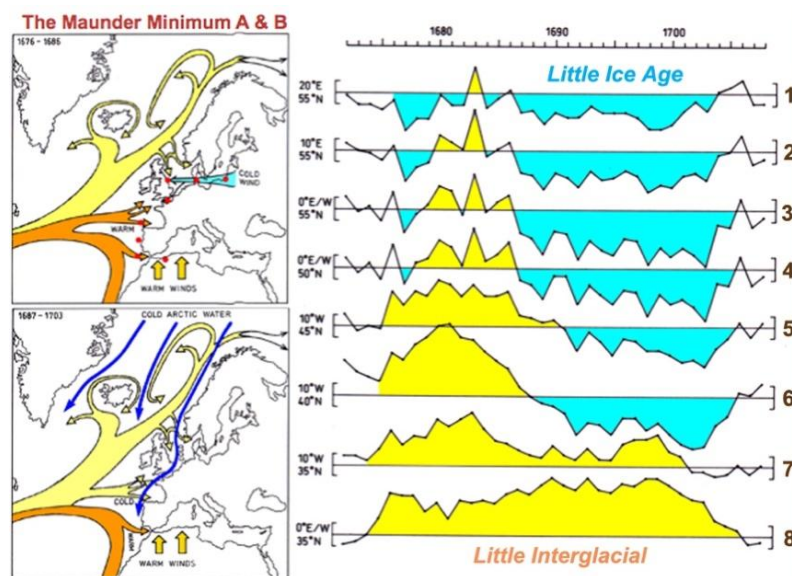 The Maunder Minimum A & B
1676 - 1686
COLD
WIND
WARM
WARM WINDS
1687 - 1703
COLD ARCTIC WATER
COLD
WARM
WARM WINDS
1680 1690 1700
Little Ice Age
20°E
55°N
1
10°E
55°N
2
0°E/W
55°N
3
0°E/W
50°N
4
10°W
45°N
5
10°W
40°N
6
10°W
35°N
7
0°E/W
35°N
8
Little Interglacial